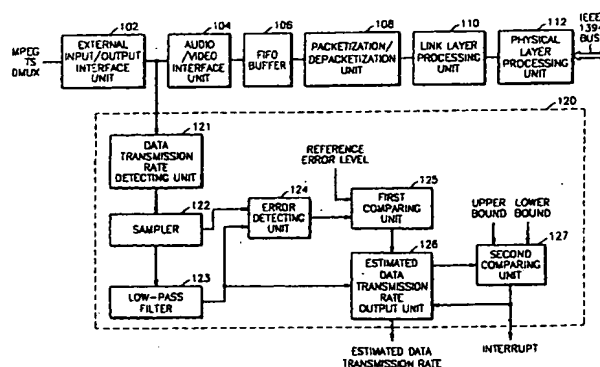 102
104
106
108
110
112
MPEG
TS
DMUX
EXTERNAL
INPUT/OUTPUT
INTERFACE
UNIT
AUDIO
/VIDEO
INTERFACE
UNIT
FIFO
BUFFER
PACKETIZATION/
DEPACKETIZATION
UNIT
LINK LAYER
PROCESSING
UNIT
PHYSICAL
LAYER
PROCESSING
UNIT
IEEE
1394
BUS
120
121
DATA
TRANSMISSION
RATE
DETECTING UNIT
122
SAMPLER
123
LOW-PASS
FILTER
124
ERROR
DETECTING
UNIT
REFERENCE
ERROR LEVEL
125
FIRST
COMPARING
UNIT
126
ESTIMATED
DATA
TRANSMISSION
RATE
OUTPUT UNIT
UPPER
BOUND
LOWER
BOUND
127
SECOND
COMPARING
UNIT
ESTIMATED DATA
TRANSMISSION RATE
INTERRUPT